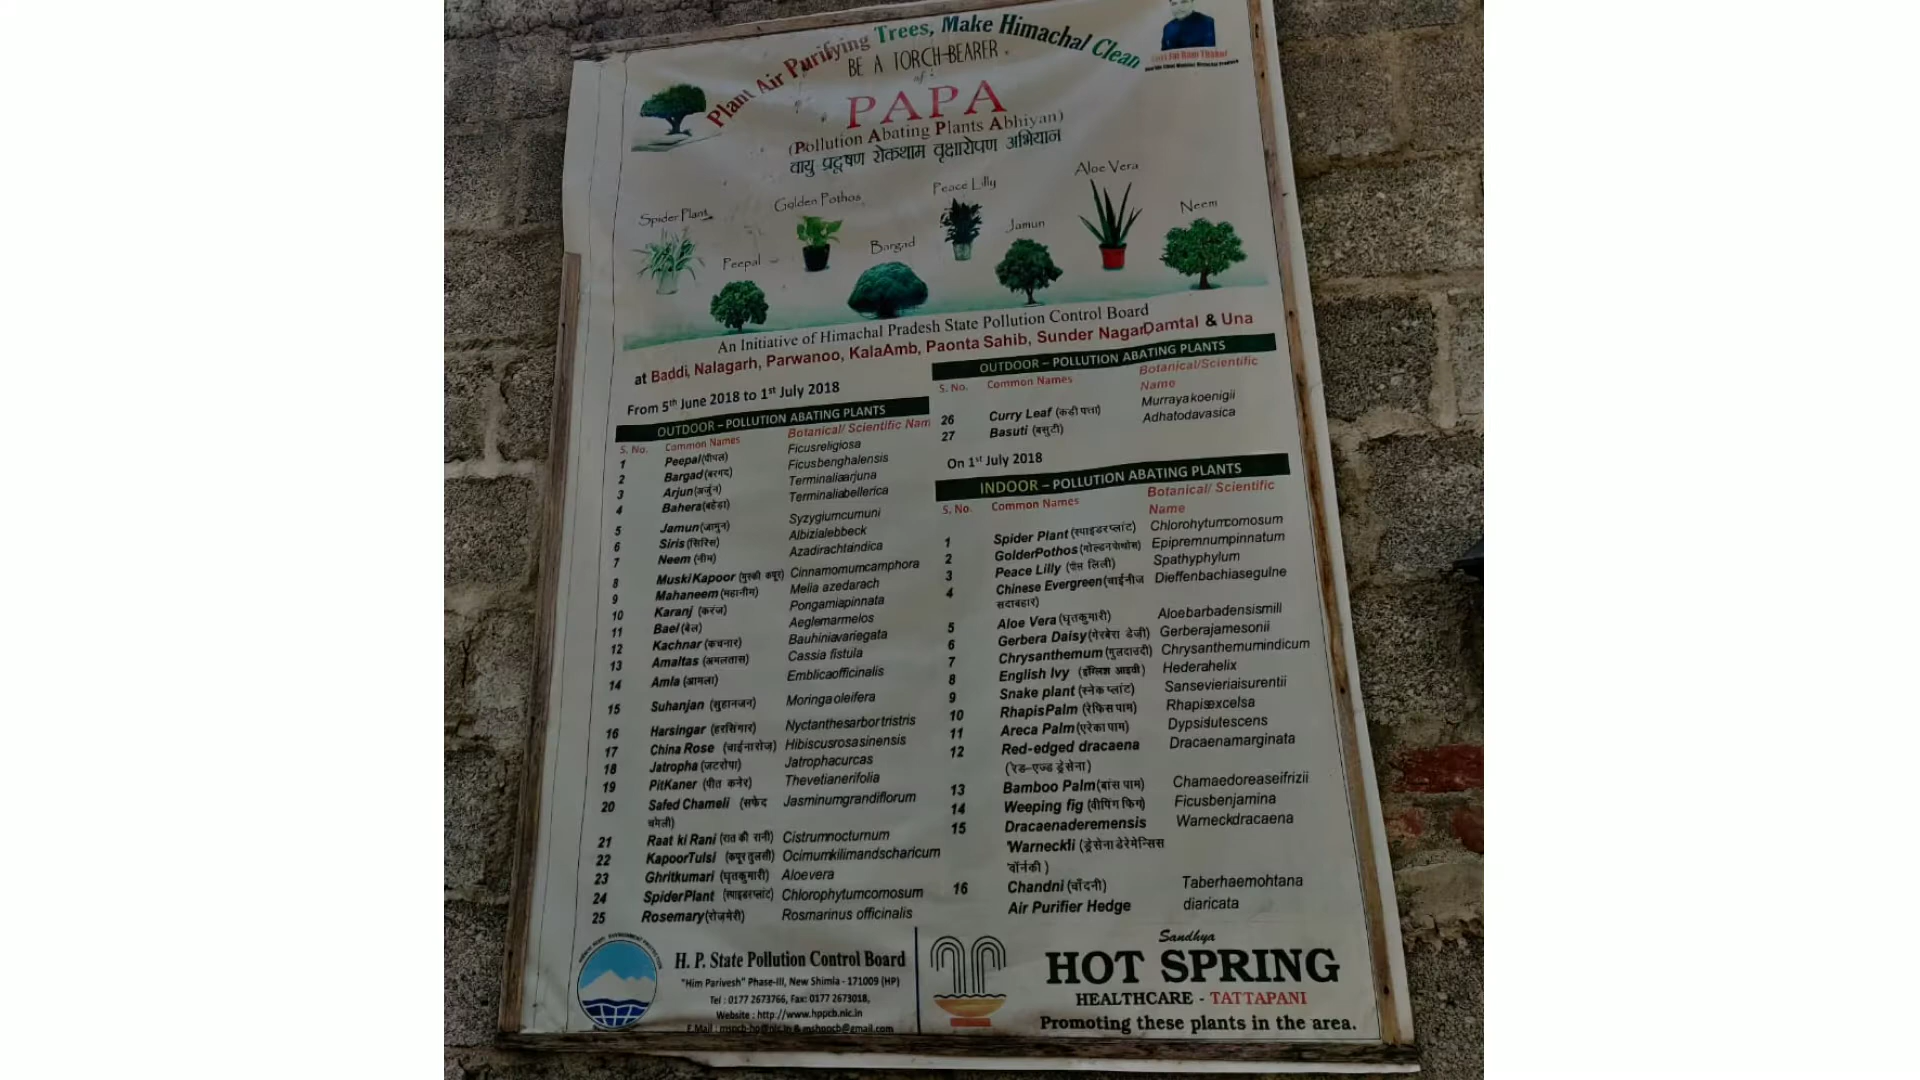 Plant Air Purifying Trees, Make Himachal Clean
BE A TORCH-BEARER
of :
PAPA
(Pollution Abating Plants Abhiyan)
वायु प्रदूषण रोकथाम वृक्षारोपण अभियान
Shri Jai Ram Thakur
Spider Plant
Golden Pothos
Peace Lilly
Aloe Vera
Peepal
Bargad
Jamun
Neem
An Initiative of Himachal Pradesh State Pollution Control Board
at Baddi, Nalagarh, Parwanoo, KalaAmb, Paonta Sahib, Sunder Nagar, Damtal & Una
From 5th June 2018 to 1st July 2018
OUTDOOR – POLLUTION ABATING PLANTS
S. No. Common Names Botanical/ Scientific Nam
1 Peepal(पीपल) Ficusreligiosa
2 Bargad(बरगद) Ficusbenghalensis
3 Arjun(अर्जुन) Terminaliaarjuna
4 Bahera(बहेड़ा) Terminaliabellerica
5 Jamun(जामुन) Syzygiumcumuni
6 Siris(सिरिस) Albizialebbeck
7 Neem (नीम) Azadirachtaindica
8 MuskiKapoor (मुस्की कपूर) Cinnamomumcamphora
9 Mahaneem(महानीम) Melia azedarach
10 Karanj (करंज) Pongamiapinnata
11 Bael(बेल) Aeglemarmelos
12 Kachnar(कचनार) Bauhiniavariegata
13 Amaltas (अमलतास) Cassia fistula
14 Amla (आमला) Emblicaofficinalis
15 Suhanjan (सुहानजन) Moringaoleifera
16 Harsingar (हरसिंगार) Nyctanthesarbortristris
17 China Rose (चाईनारोज) Hibiscusrosasinensis
18 Jatropha (जटरोपा) Jatrophacurcas
19 PitKaner (पीत कनेर) Thevetianerifolia
20 Safed Chameli (सफेद चमेली) Jasminumgrandiflorum
21 Raat ki Rani (रात की रानी) Cistrumnocturnum
22 KapoorTulsi (कपूर तुलसी) Ocimumkilimandscharicum
23 Ghritkumari (घृतकुमारी) Aloevera
24 SpiderPlant (स्पाइडरप्लांट) Chlorophytumcomosum
25 Rosemary(रोज़मेरी) Rosmarinus officinalis
OUTDOOR – POLLUTION ABATING PLANTS
S. No. Common Names Botanical/Scientific Name
26 Curry Leaf (कड़ी पत्ता) Murrayakoenigii
27 Basuti (बसुटी) Adhatodavasica
On 1st July 2018
INDOOR – POLLUTION ABATING PLANTS
S. No. Common Names Botanical/ Scientific Name
1 Spider Plant (स्पाइडरप्लांट) Chlorohytumcomosum
2 GolderPothos (गोल्डनपोथोस) Epipremnumpinnatum
3 Peace Lilly (पीस लिली) Spathyphylum
4 Chinese Evergreen(चाईनीज सदाबहार) Dieffenbachiasegulne
5 Aloe Vera (घृतकुमारी) Aloebarbadensismill
6 Gerbera Daisy(गेरबेरा डेजी) Gerberajamesonii
7 Chrysanthemum (गुलदाउदी) Chrysanthemumindicum
8 English Ivy (इंग्लिश आइवी) Hederahelix
9 Snake plant (स्नेक प्लांट) Sansevieriaisurentii
10 RhapisPalm (रेफिस पाम) Rhapisexcelsa
11 Areca Palm(एरेका पाम) Dypsislutescens
12 Red-edged dracaena (रेड–एज्ड ड्रेसेना) Dracaenamarginata
13 Bamboo Palm(बांस पाम) Chamaedoreaseifrizii
14 Weeping fig (वीपिंग फिग) Ficusbenjamina
15 Dracaenaderemensis Warneckdracaena
'Warneckii (ड्रेसेना डेरेमेन्सिस
'वॉर्नकी )
16 Chandni (चाँदनी) Taberhaemohtana
Air Purifier Hedge diaricata
H. P. State Pollution Control Board
"Him Parivesh" Phase-III, New Shimla - 171009 (HP)
Tel : 0177 2673766, Fax: 0177 2673018,
Website : http://www.hppcb.nic.in
E.Mail : mspcb-hp@nic.in & mshppcb@gmail.com
Sandhya
HOT SPRING
HEALTHCARE - TATTAPANI
Promoting these plants in the area.